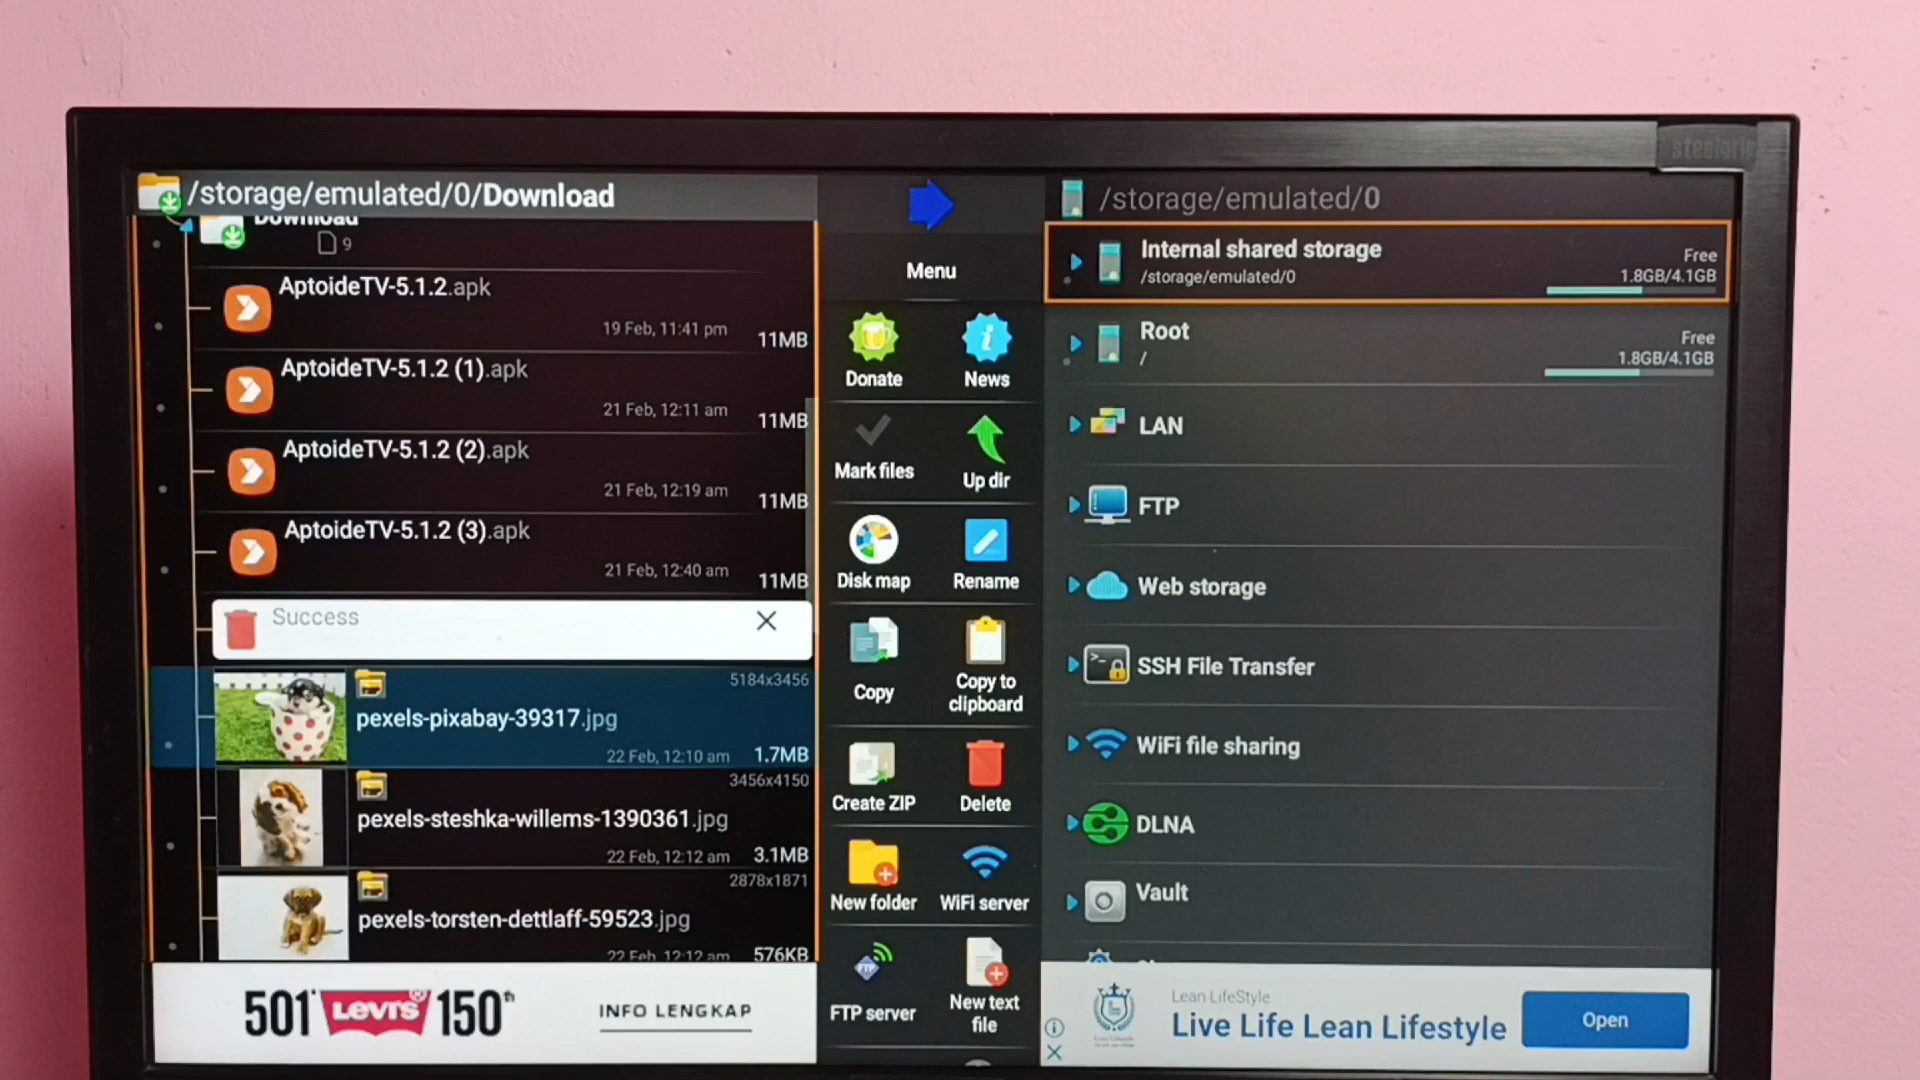 /storage/emulated/0/Download
Download
9
AptoideTV-5.1.2.apk
19 Feb, 11:41 pm
11MB
AptoideTV-5.1.2 (1).apk
21 Feb, 12:11 am
11MB
AptoideTV-5.1.2 (2).apk
21 Feb, 12:19 am
11MB
AptoideTV-5.1.2 (3).apk
21 Feb, 12:40 am
11MB
Success
5184x3456
pexels-pixabay-39317.jpg
22 Feb, 12:10 am
1.7MB
3456x4150
pexels-steshka-willems-1390361.jpg
22 Feb, 12:12 am
3.1MB
2878x1871
pexels-torsten-dettlaff-59523.jpg
22 Feb, 12:12 am
576KB
501® Levi's® 150th
INFO LENGKAP
Menu
Donate
News
Mark files
Up dir
Disk map
Rename
Copy
Copy to
clipboard
Create ZIP
Delete
New folder
WiFi server
FTP
FTP server
New text
file
/storage/emulated/0
Internal shared storage
/storage/emulated/0
Free
1.8GB/4.1GB
Root
/
Free
1.8GB/4.1GB
LAN
FTP
Web storage
SSH File Transfer
WiFi file sharing
DLNA
Vault
Lean LifeStyle
Live Life Lean Lifestyle
Open